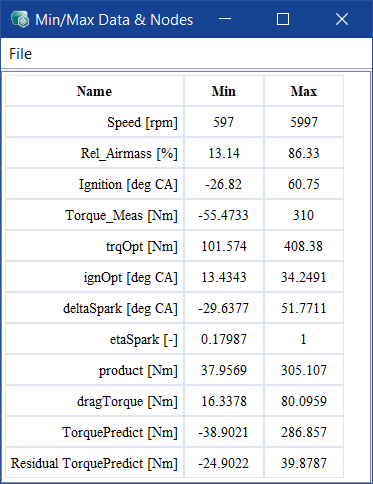 Min/Max Data & Nodes
File
Name Min Max
Speed [rpm] 597 5997
Rel_Airmass [%] 13.14 86.33
Ignition [deg CA] -26.82 60.75
Torque_Meas [Nm] -55.4733 310
trqOpt [Nm] 101.574 408.38
ignOpt [deg CA] 13.4343 34.2491
deltaSpark [deg CA] -29.6377 51.7711
etaSpark [-] 0.17987 1
product [Nm] 37.9569 305.107
dragTorque [Nm] 16.3378 80.0959
TorquePredict [Nm] -38.9021 286.857
Residual TorquePredict [Nm] -24.9022 39.8787